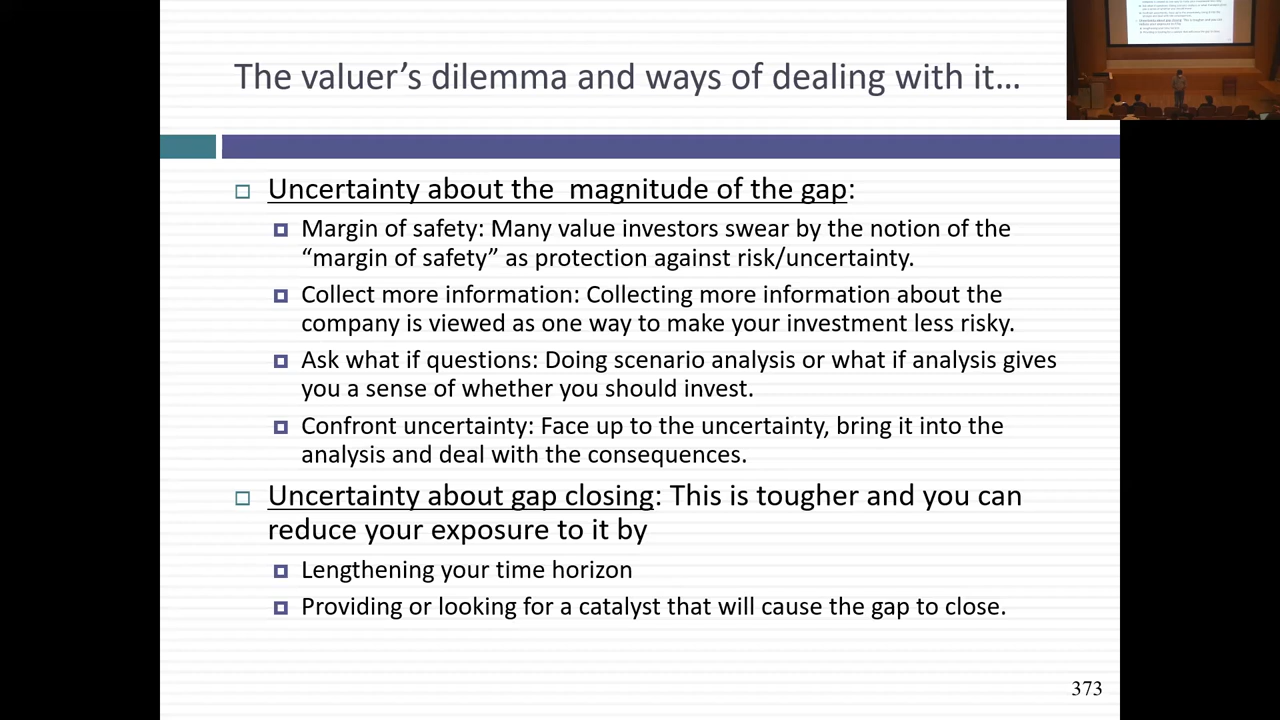 The valuer’s dilemma and ways of dealing with it…
Uncertainty about the magnitude of the gap:
Margin of safety: Many value investors swear by the notion of the
“margin of safety” as protection against risk/uncertainty.
Collect more information: Collecting more information about the
company is viewed as one way to make your investment less risky.
Ask what if questions: Doing scenario analysis or what if analysis gives
you a sense of whether you should invest.
Confront uncertainty: Face up to the uncertainty, bring it into the
analysis and deal with the consequences.
Uncertainty about gap closing: This is tougher and you can
reduce your exposure to it by
Lengthening your time horizon
Providing or looking for a catalyst that will cause the gap to close.
373